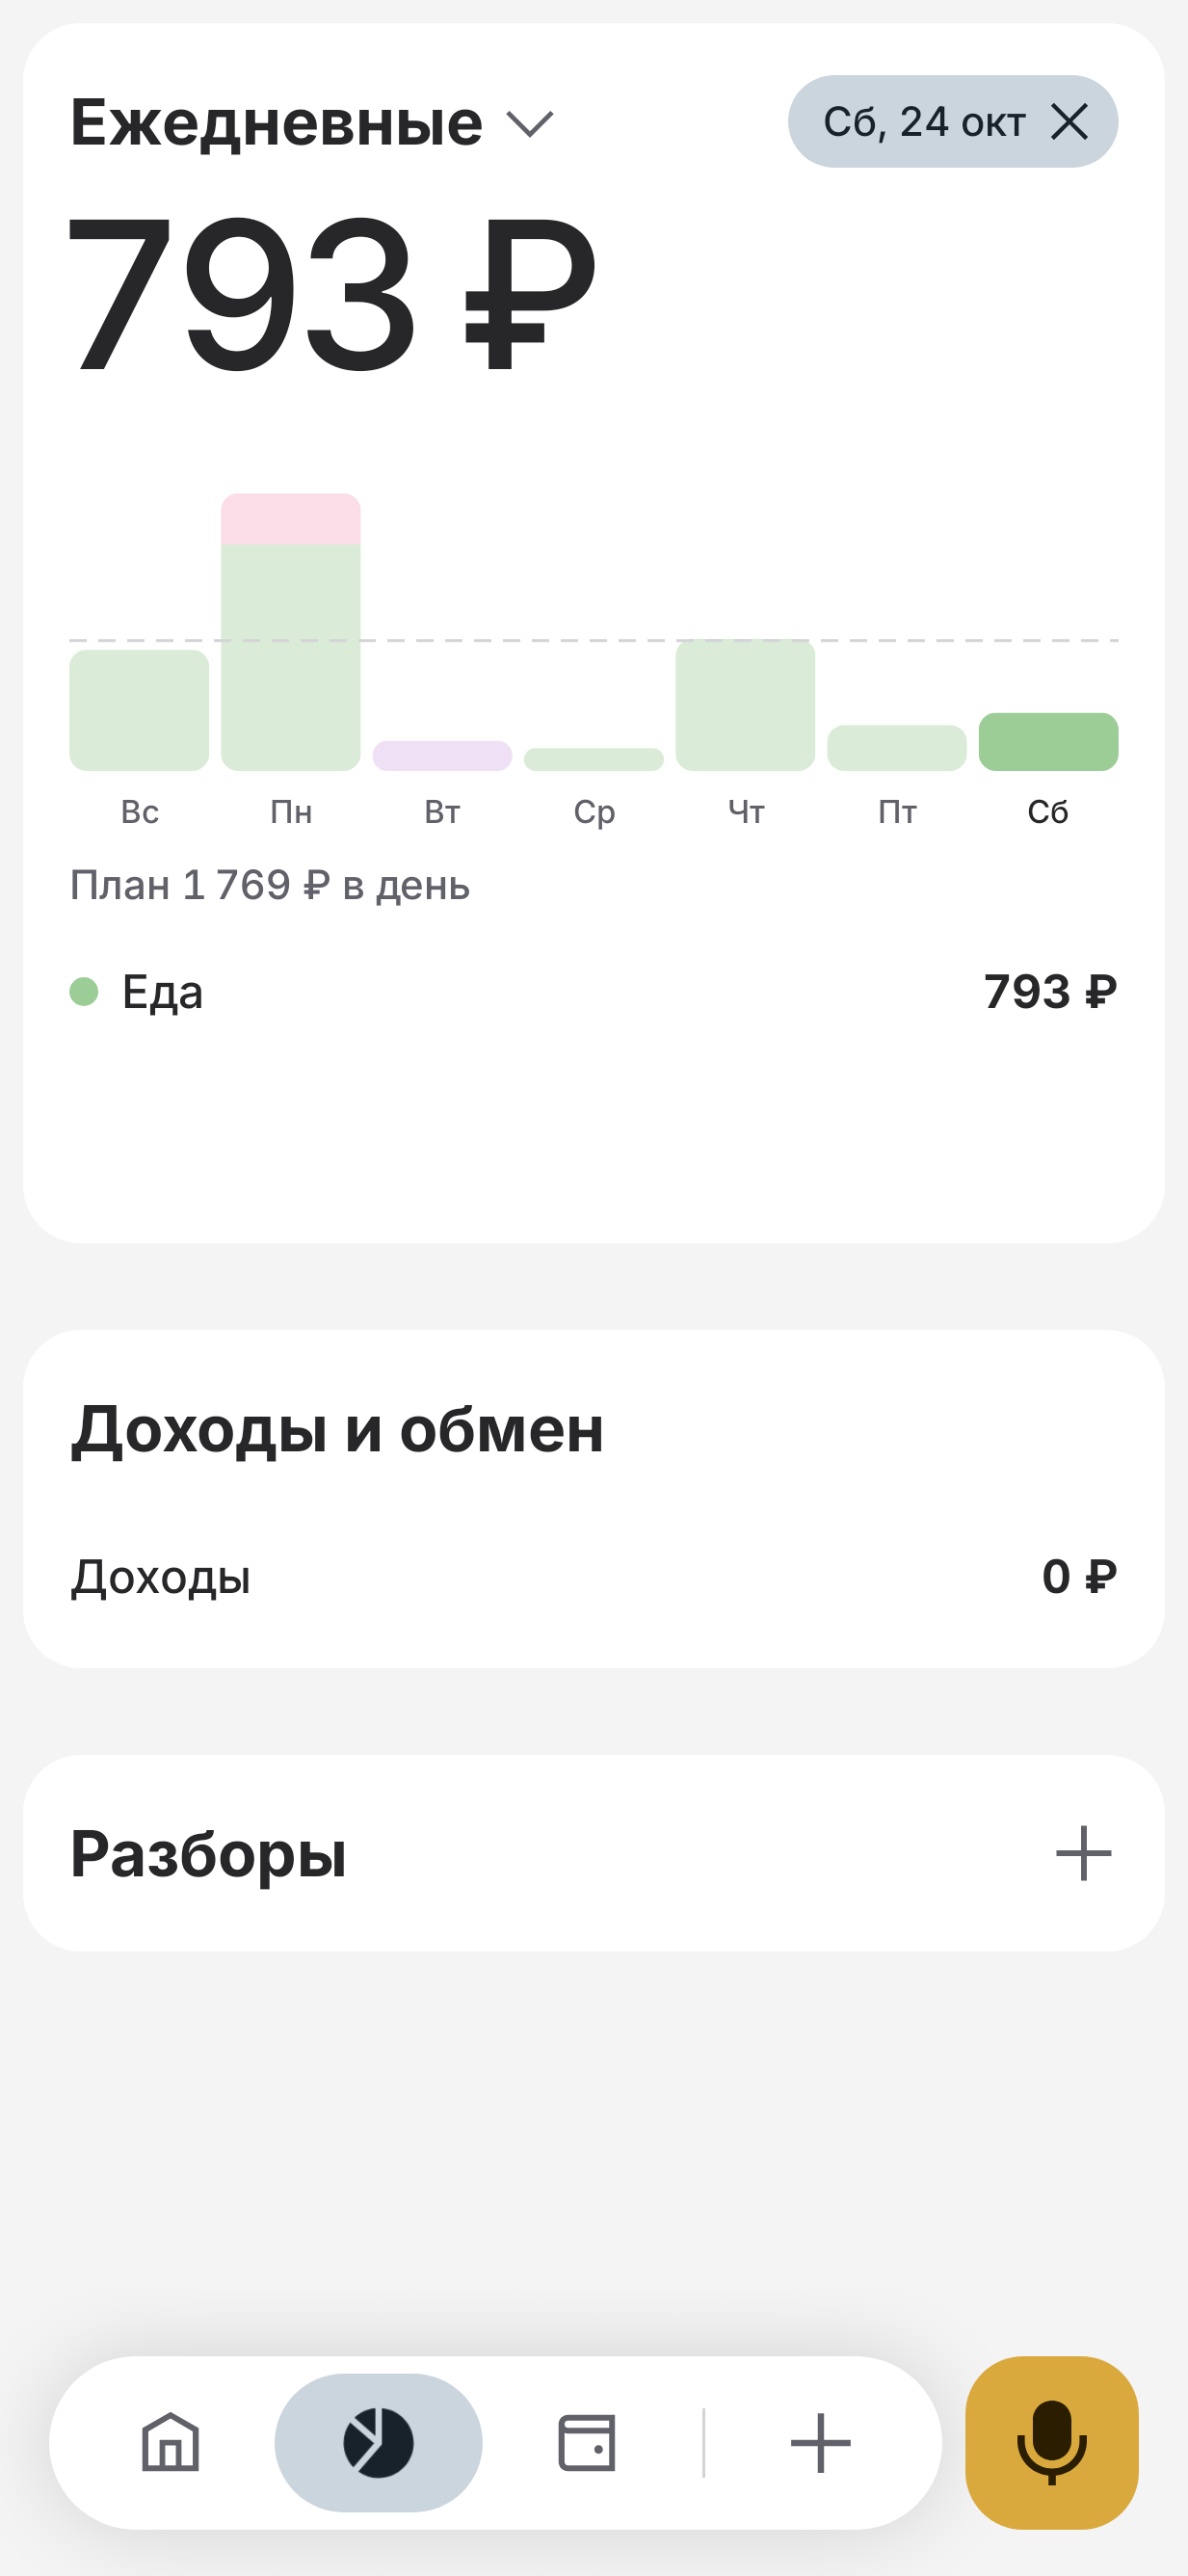 Ежедневные
Сб, 24 окт
793 ₽
Вс Пн Вт Ср Чт Пт Сб
План 1 769 ₽ в день
Еда 793 ₽
Доходы и обмен
Доходы 0 ₽
Разборы